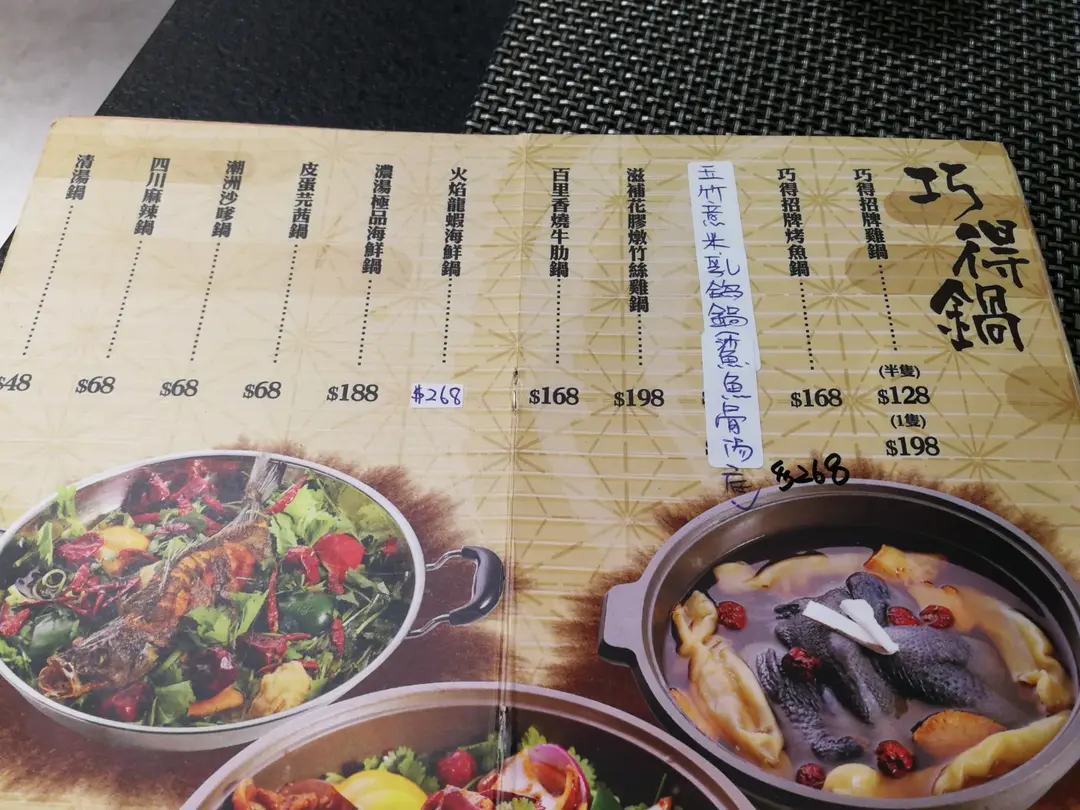 巧得鍋
巧得招牌雞鍋
(半隻)
$128
(1隻)
$198
巧得招牌烤魚鍋
$168
玉竹薏米乳鴿鍋鯊魚骨湯底
$268
滋補花膠燉竹絲雞鍋
$198
百里香燒牛肋鍋
$168
火焰龍蝦海鮮鍋
$268
濃湯極品海鮮鍋
$188
皮蛋芫茜鍋
$68
潮洲沙嗲鍋
$68
四川麻辣鍋
$68
清湯鍋
$48